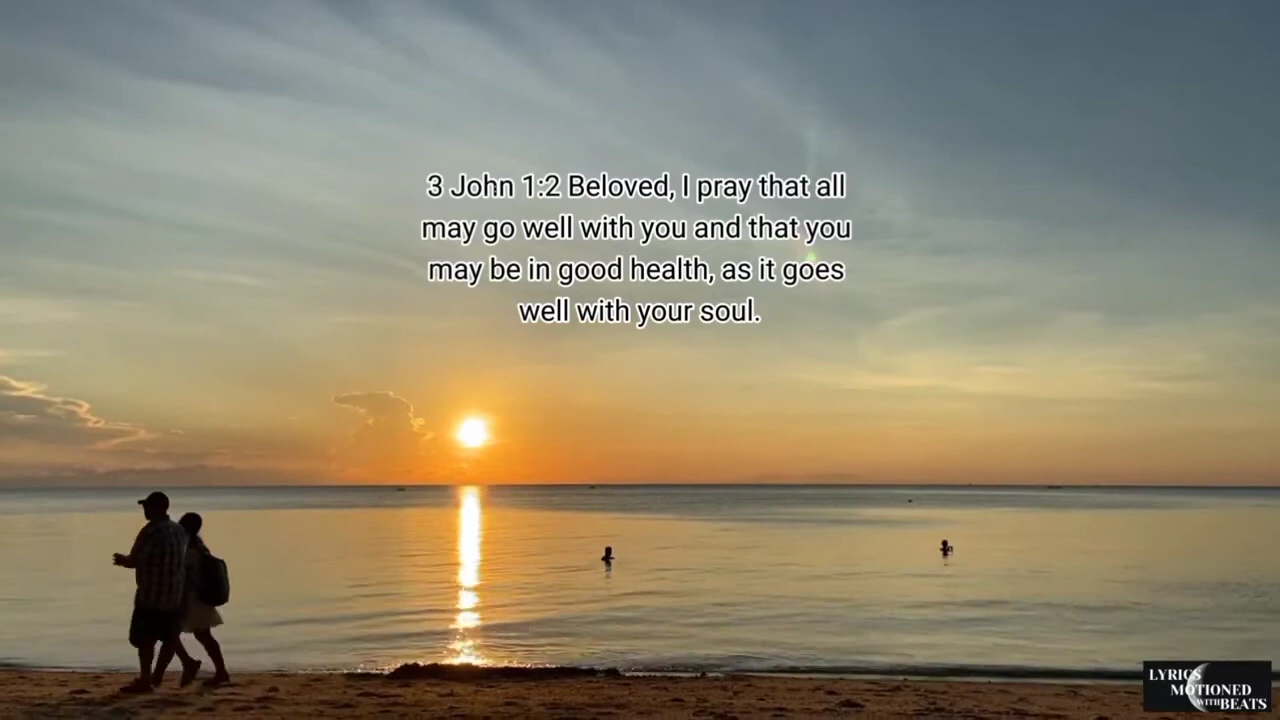 3 John 1:2 Beloved, I pray that all
may go well with you and that you
may be in good health, as it goes
well with your soul.
LYRICS
MOTIONED
WITH BEATS